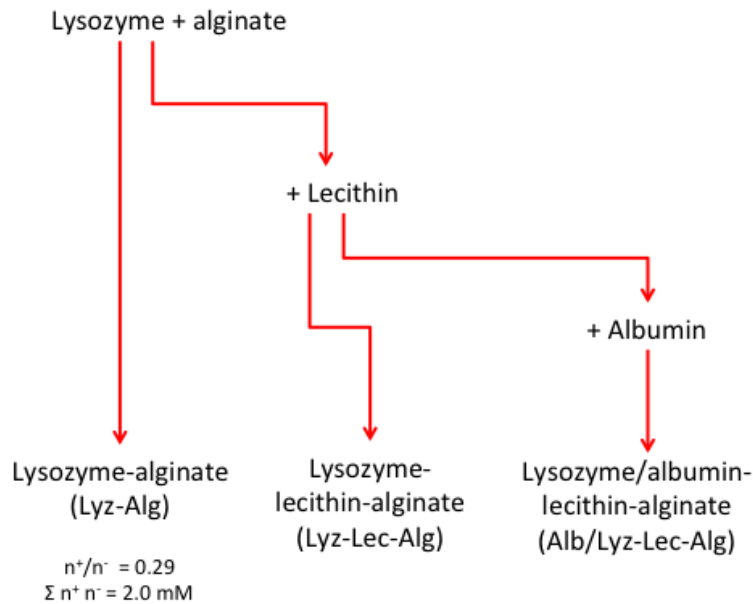 Lysozyme + alginate
+ Lecithin
+ Albumin
Lysozyme-alginate
(Lyz-Alg)
n⁺/n⁻ = 0.29
Σ n⁺ n⁻ = 2.0 mM
Lysozyme-
lecithin-alginate
(Lyz-Lec-Alg)
Lysozyme/albumin-
lecithin-alginate
(Alb/Lyz-Lec-Alg)